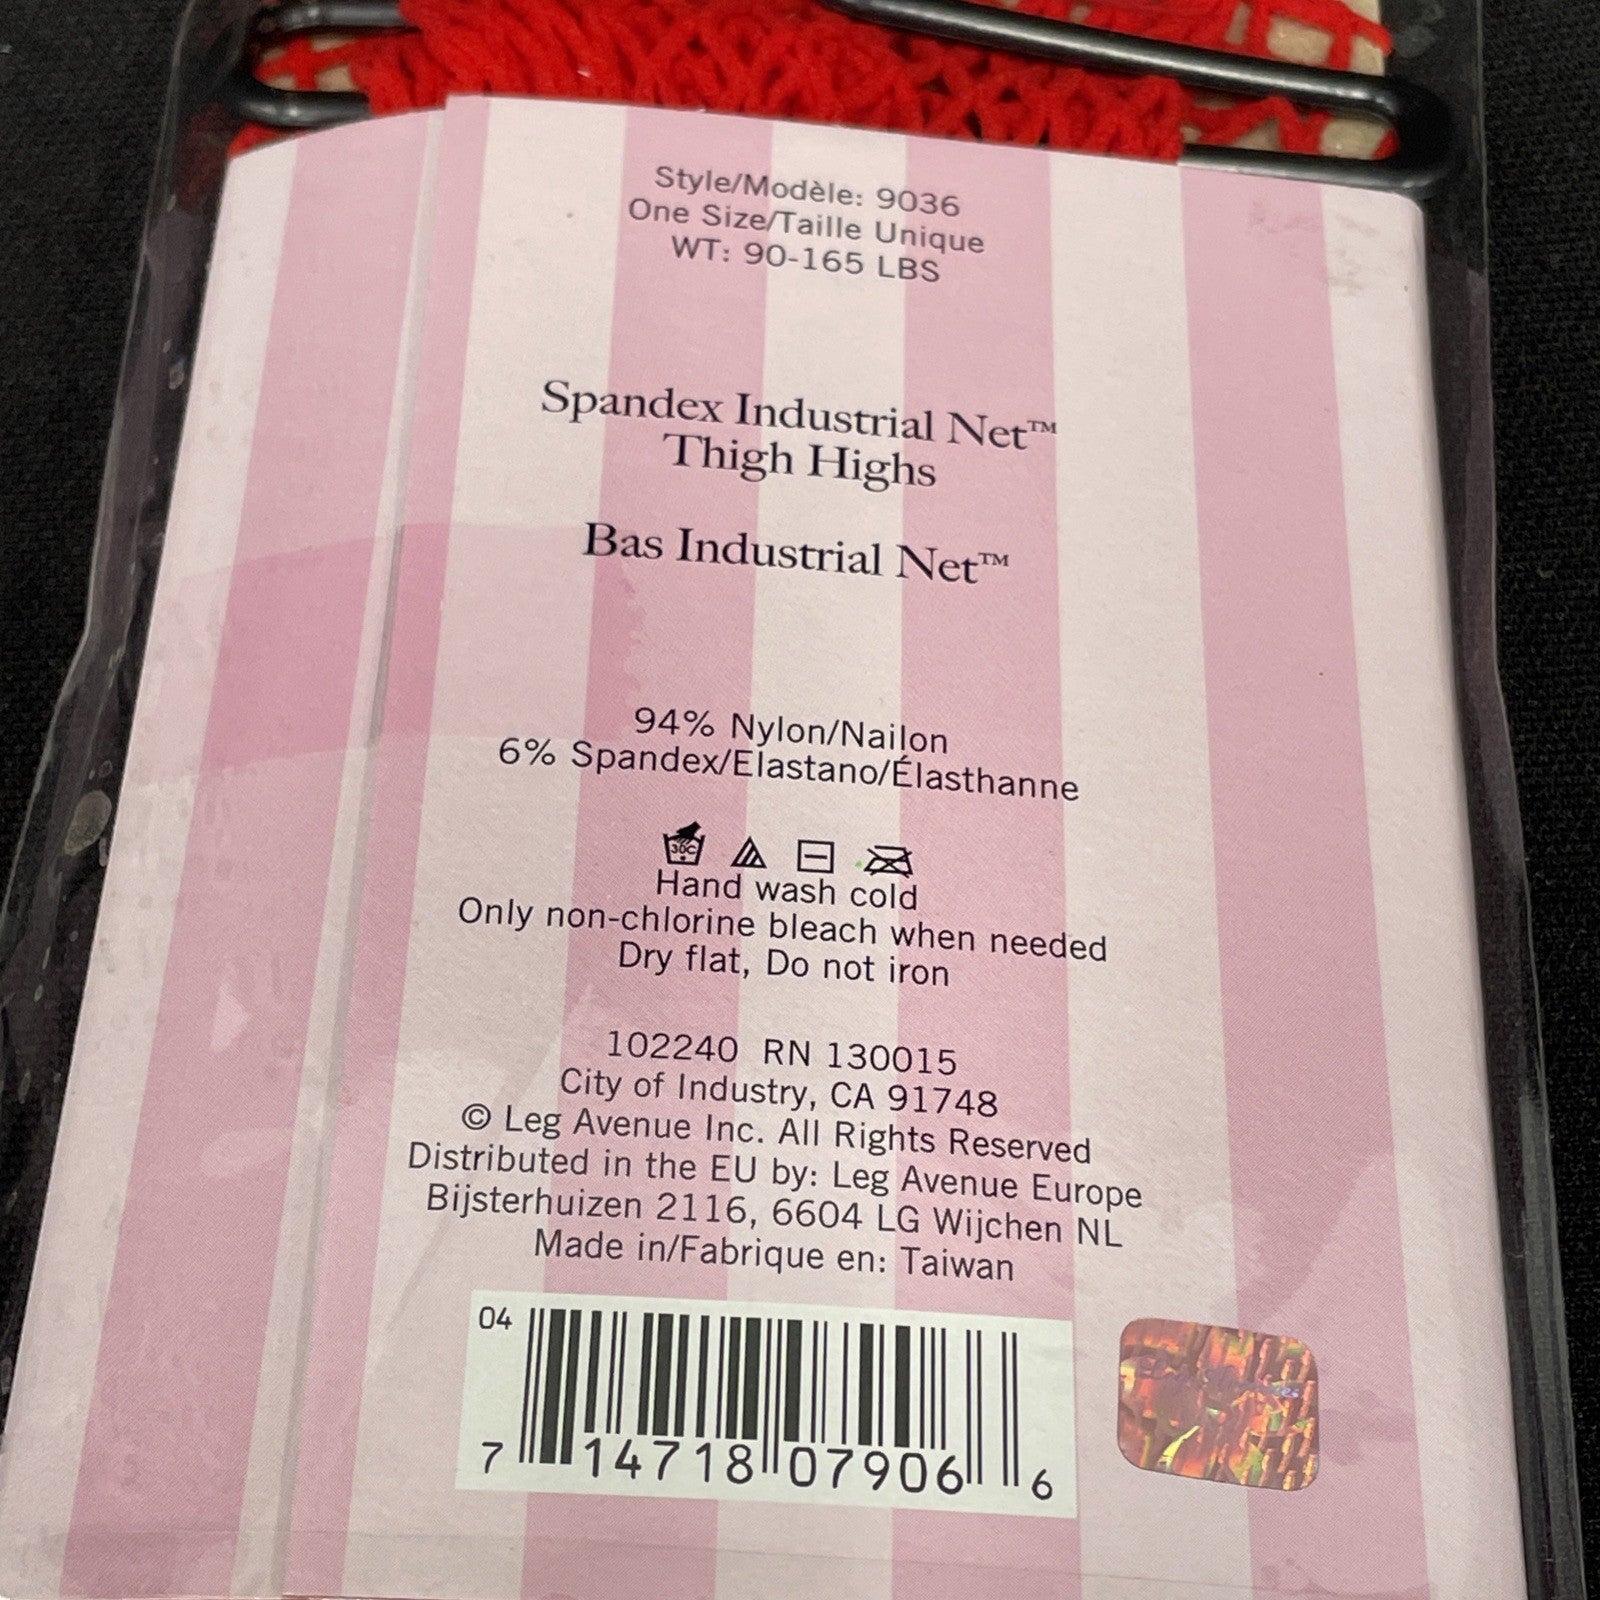 Style/Modèle: 9036
One Size/Taille Unique
WT: 90-165 LBS
Spandex Industrial Net™
Thigh Highs
Bas Industrial Net™
94% Nylon/Nailon
6% Spandex/Elastano/Élasthanne
30C
Hand wash cold
Only non-chlorine bleach when needed
Dry flat, Do not iron
102240 RN 130015
City of Industry, CA 91748
© Leg Avenue Inc. All Rights Reserved
Distributed in the EU by: Leg Avenue Europe
Bijsterhuizen 2116, 6604 LG Wijchen NL
Made in/Fabrique en: Taiwan
04
7 14718 07906 6